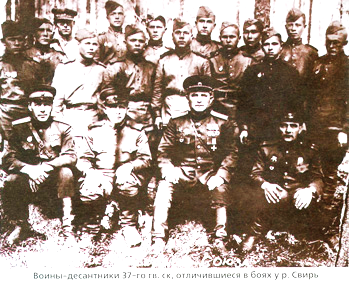 Воины-десантники 37-го гв. ск, отличившиеся в боях у р. Свирь